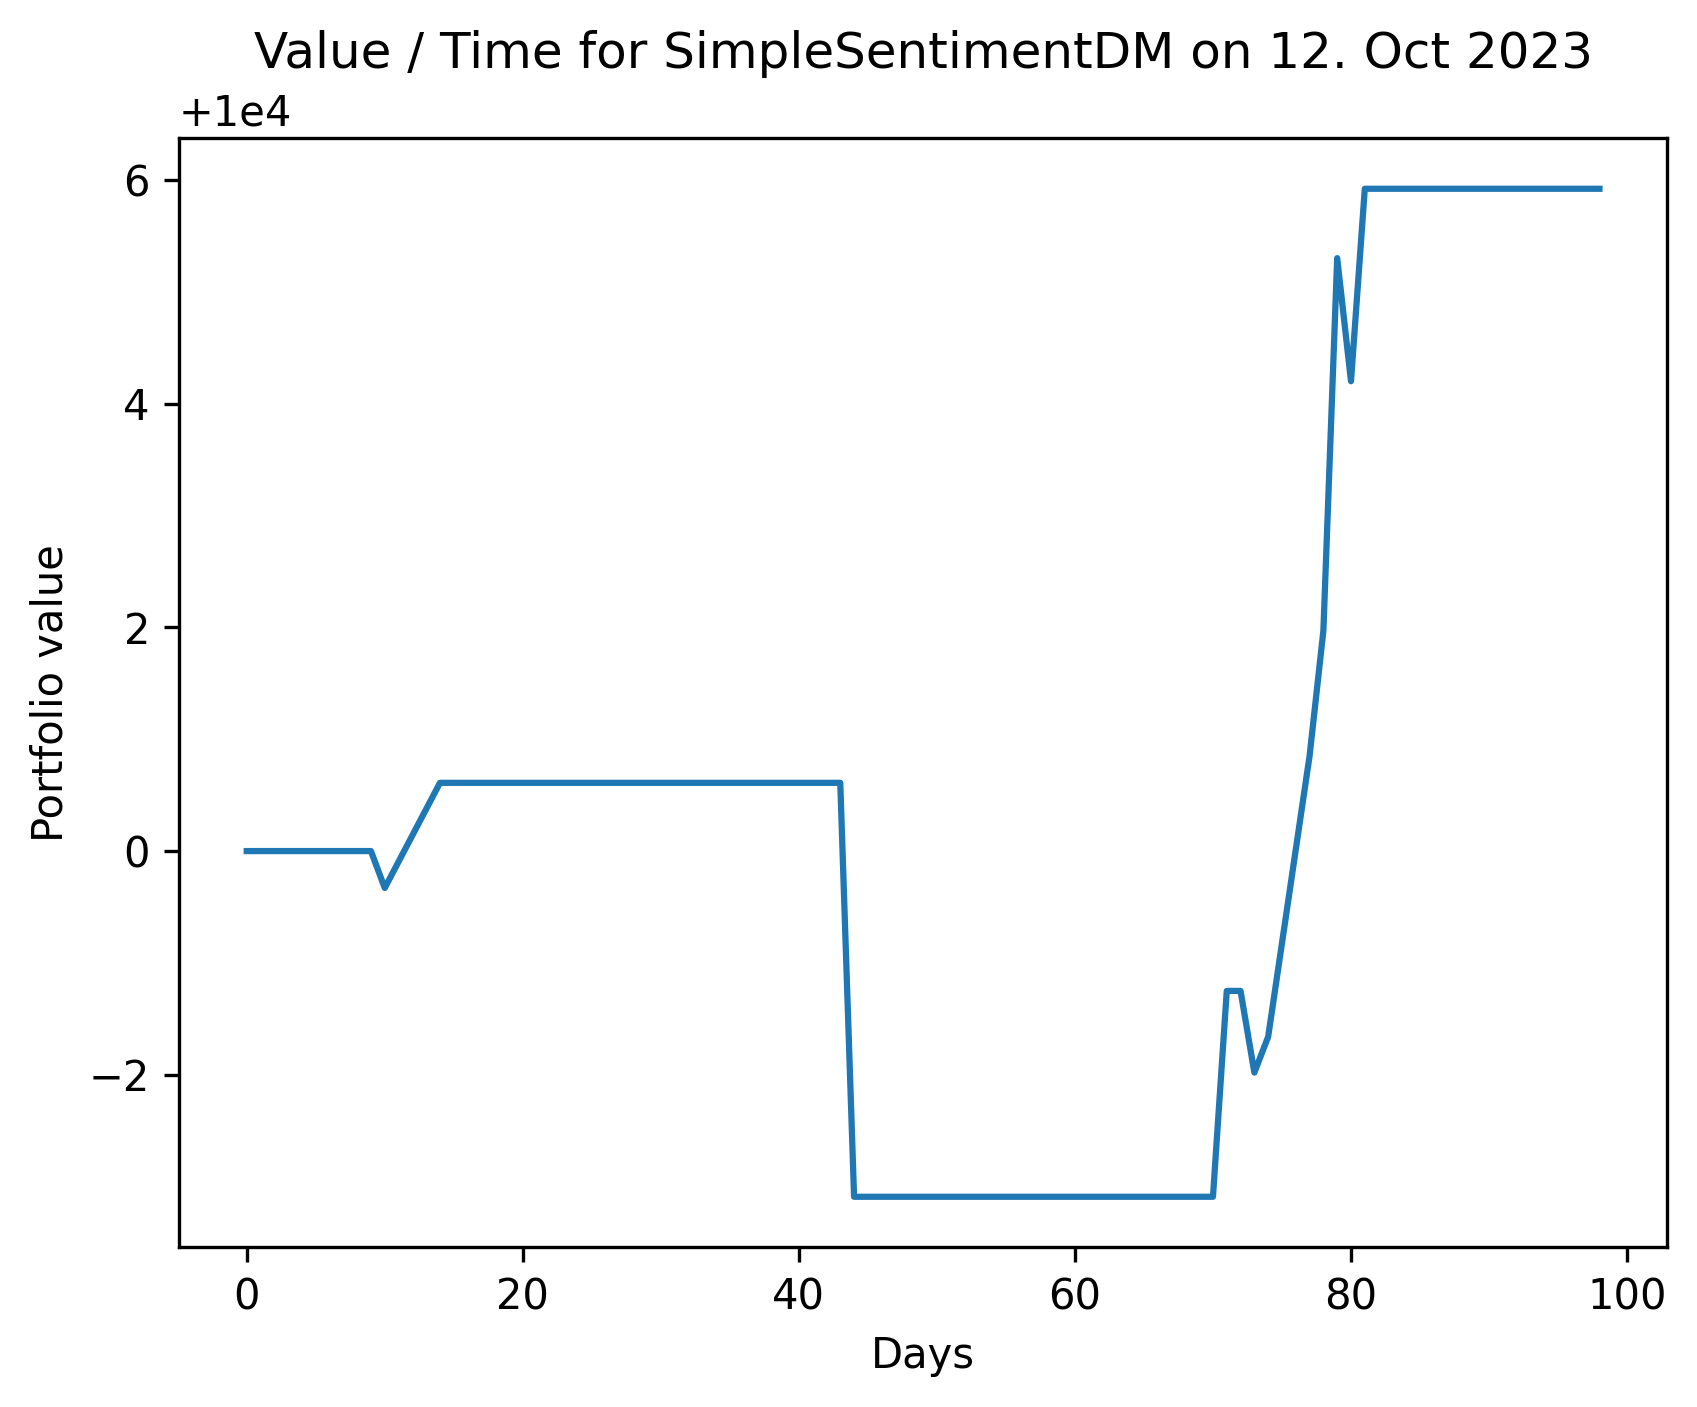 Value / Time for SimpleSentimentDM on 12. Oct 2023
+1e4
6
4
2
0
−2
Portfolio value
0 20 40 60 80 100
Days